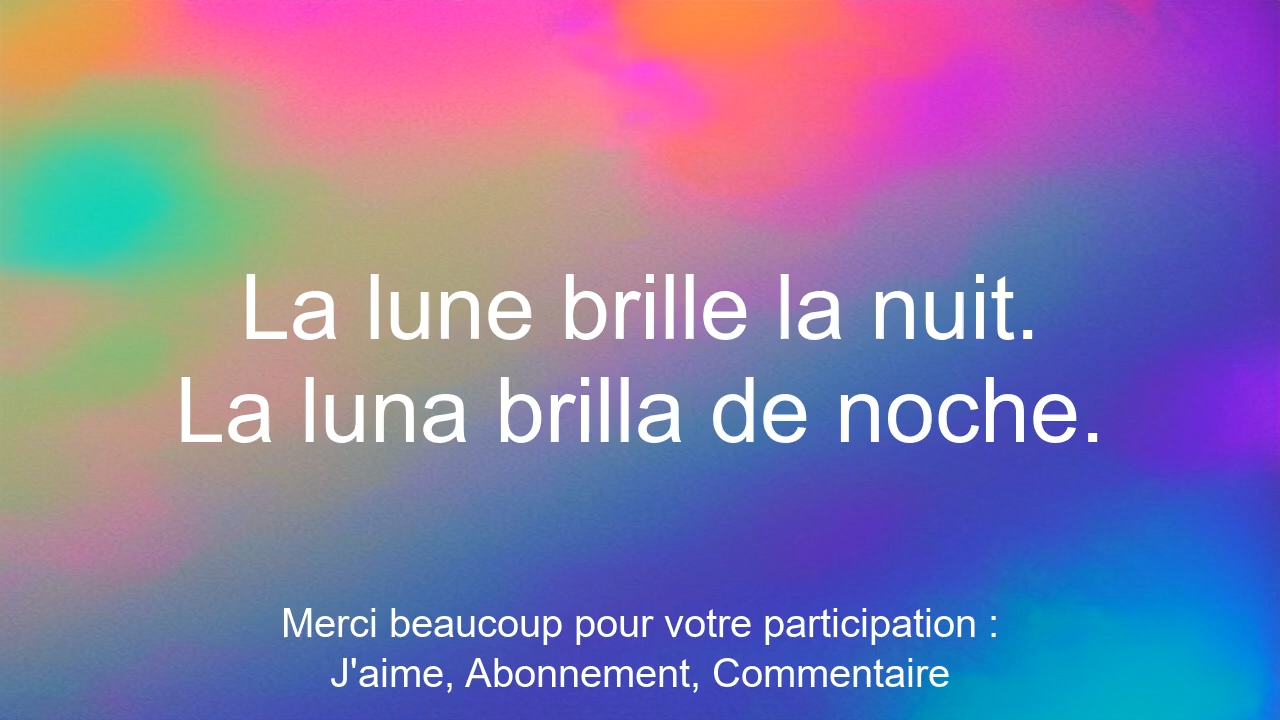 La lune brille la nuit.
La luna brilla de noche.
Merci beaucoup pour votre participation :
J'aime, Abonnement, Commentaire